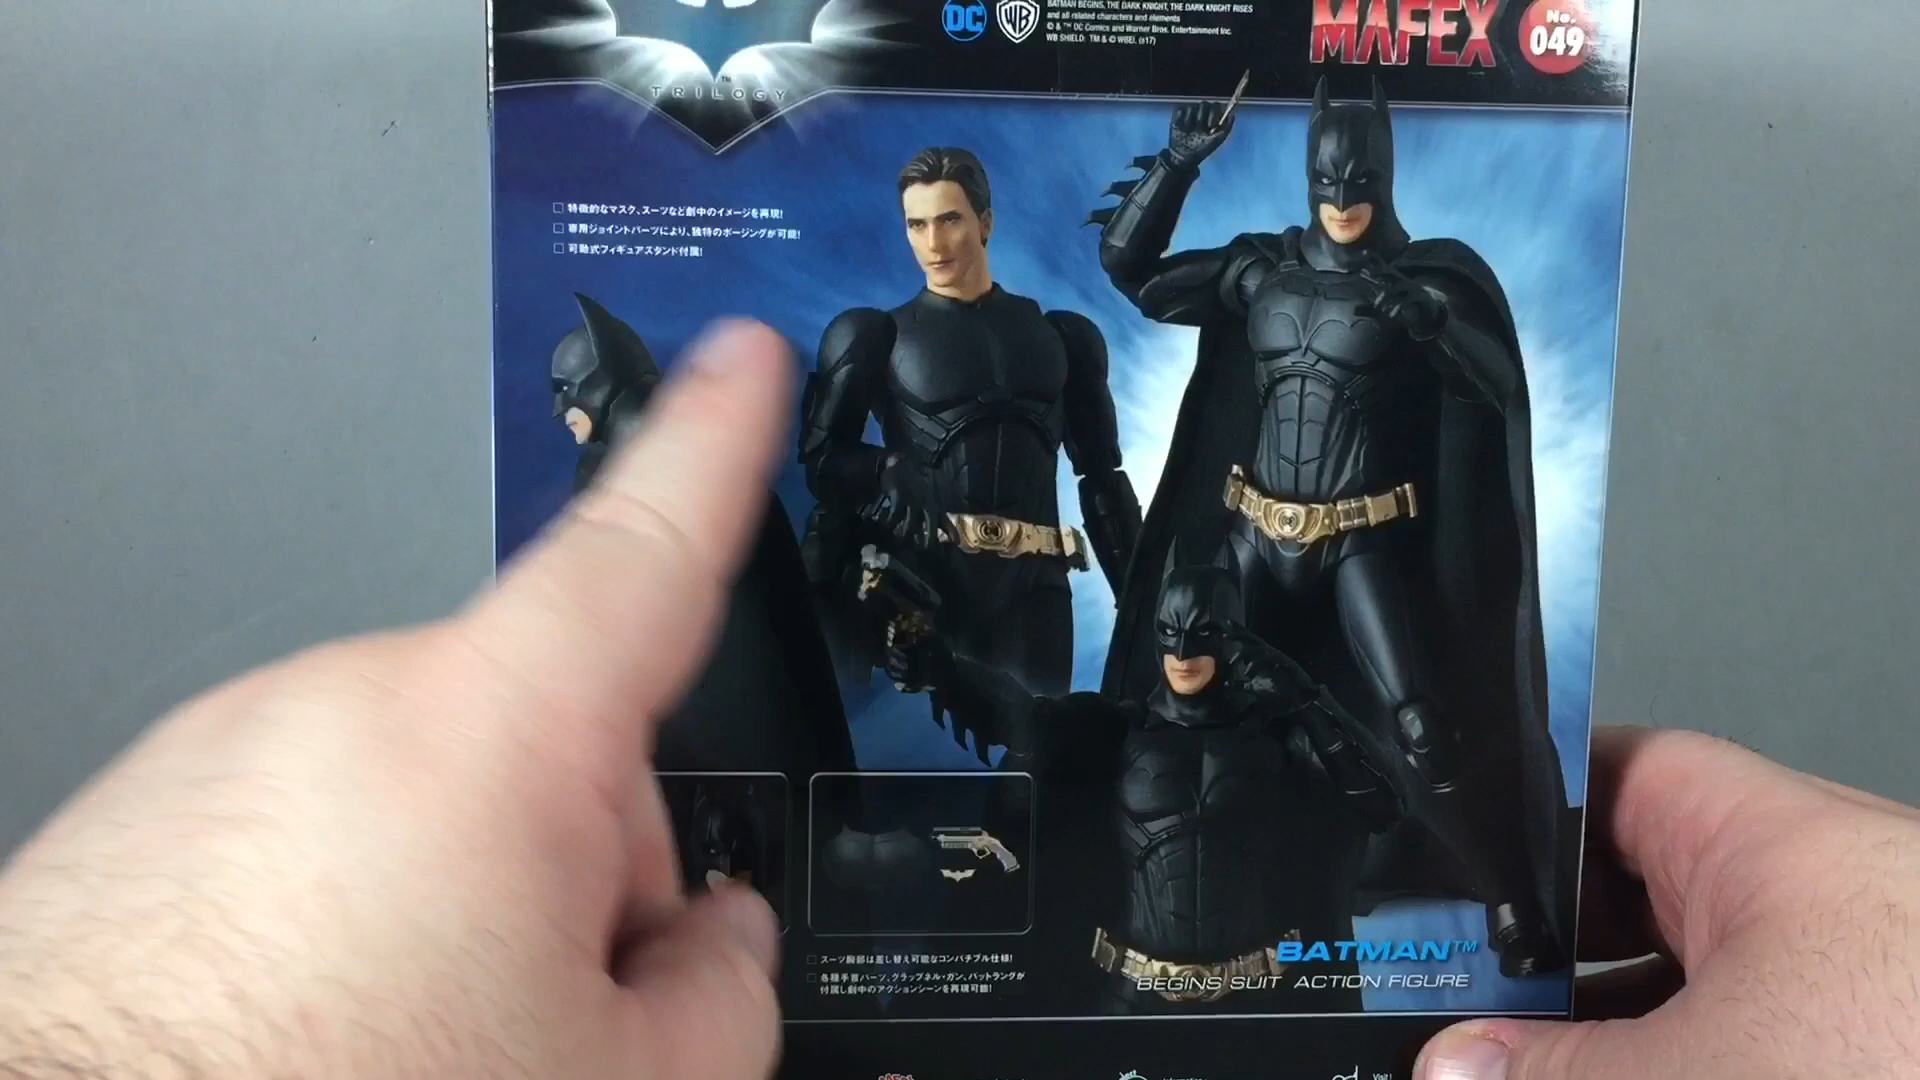 DC
WB
BATMAN BEGINS, THE DARK KNIGHT, THE DARK KNIGHT RISES
and all related characters and elements
© & ™ DC Comics and Warner Bros. Entertainment Inc.
WB SHIELD: TM & © WBEI. (s17)
MAFEX
No.
049
TM
TRILOGY
□ 特徴的なマスク、スーツなど劇中のイメージを再現!
□ 専用ジョイントパーツにより、独特のポージングが可能!
□ 可動式フィギュアスタンド付属!
□ スーツ胸部は差し替え可能なコンパチブル仕様!
□ 各種手首パーツ、グラップネル・ガン、バットラングが
付属し劇中のアクションシーンを再現可能!
BATMAN™
BEGINS SUIT ACTION FIGURE
Visit!